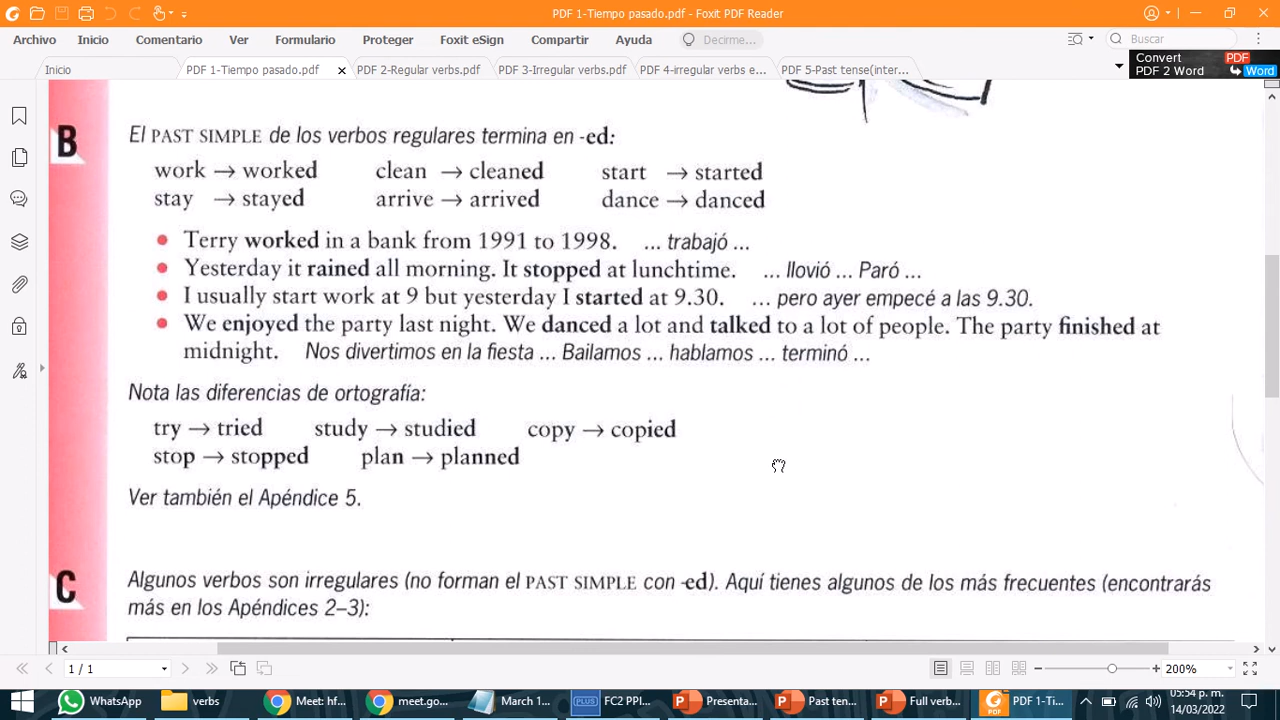 PDF 1-Tiempo pasado.pdf - Foxit PDF Reader
Archivo Inicio Comentario Ver Formulario Proteger Foxit eSign Compartir Ayuda Decirme... Buscar
Inicio PDF 1-Tiempo pasado.pdf PDF 2-Regular verbs.pdf PDF 3-Irregular verbs.pdf PDF 4-irregular verbs e... PDF 5-Past tense(inter...
Convert PDF
PDF 2 Word Word
B
El PAST SIMPLE de los verbos regulares termina en -ed:
work → worked clean → cleaned start → started
stay → stayed arrive → arrived dance → danced
• Terry worked in a bank from 1991 to 1998. ... trabajó ...
• Yesterday it rained all morning. It stopped at lunchtime. ... llovió ... Paró ...
• I usually start work at 9 but yesterday I started at 9.30. ... pero ayer empecé a las 9.30.
• We enjoyed the party last night. We danced a lot and talked to a lot of people. The party finished at
midnight. Nos divertimos en la fiesta ... Bailamos ... hablamos ... terminó ...
Nota las diferencias de ortografía:
try → tried study → studied copy → copied
stop → stopped plan → planned
Ver también el Apéndice 5.
C
Algunos verbos son irregulares (no forman el PAST SIMPLE con -ed). Aquí tienes algunos de los más frecuentes (encontrarás
más en los Apéndices 2–3):
1 / 1 200%
WhatsApp verbs Meet: hf... meet.go... March 1... PLUS FC2 PPI... Presenta... Past ten... Full verb... PDF 1-Ti...
05:54 p. m.
14/03/2022